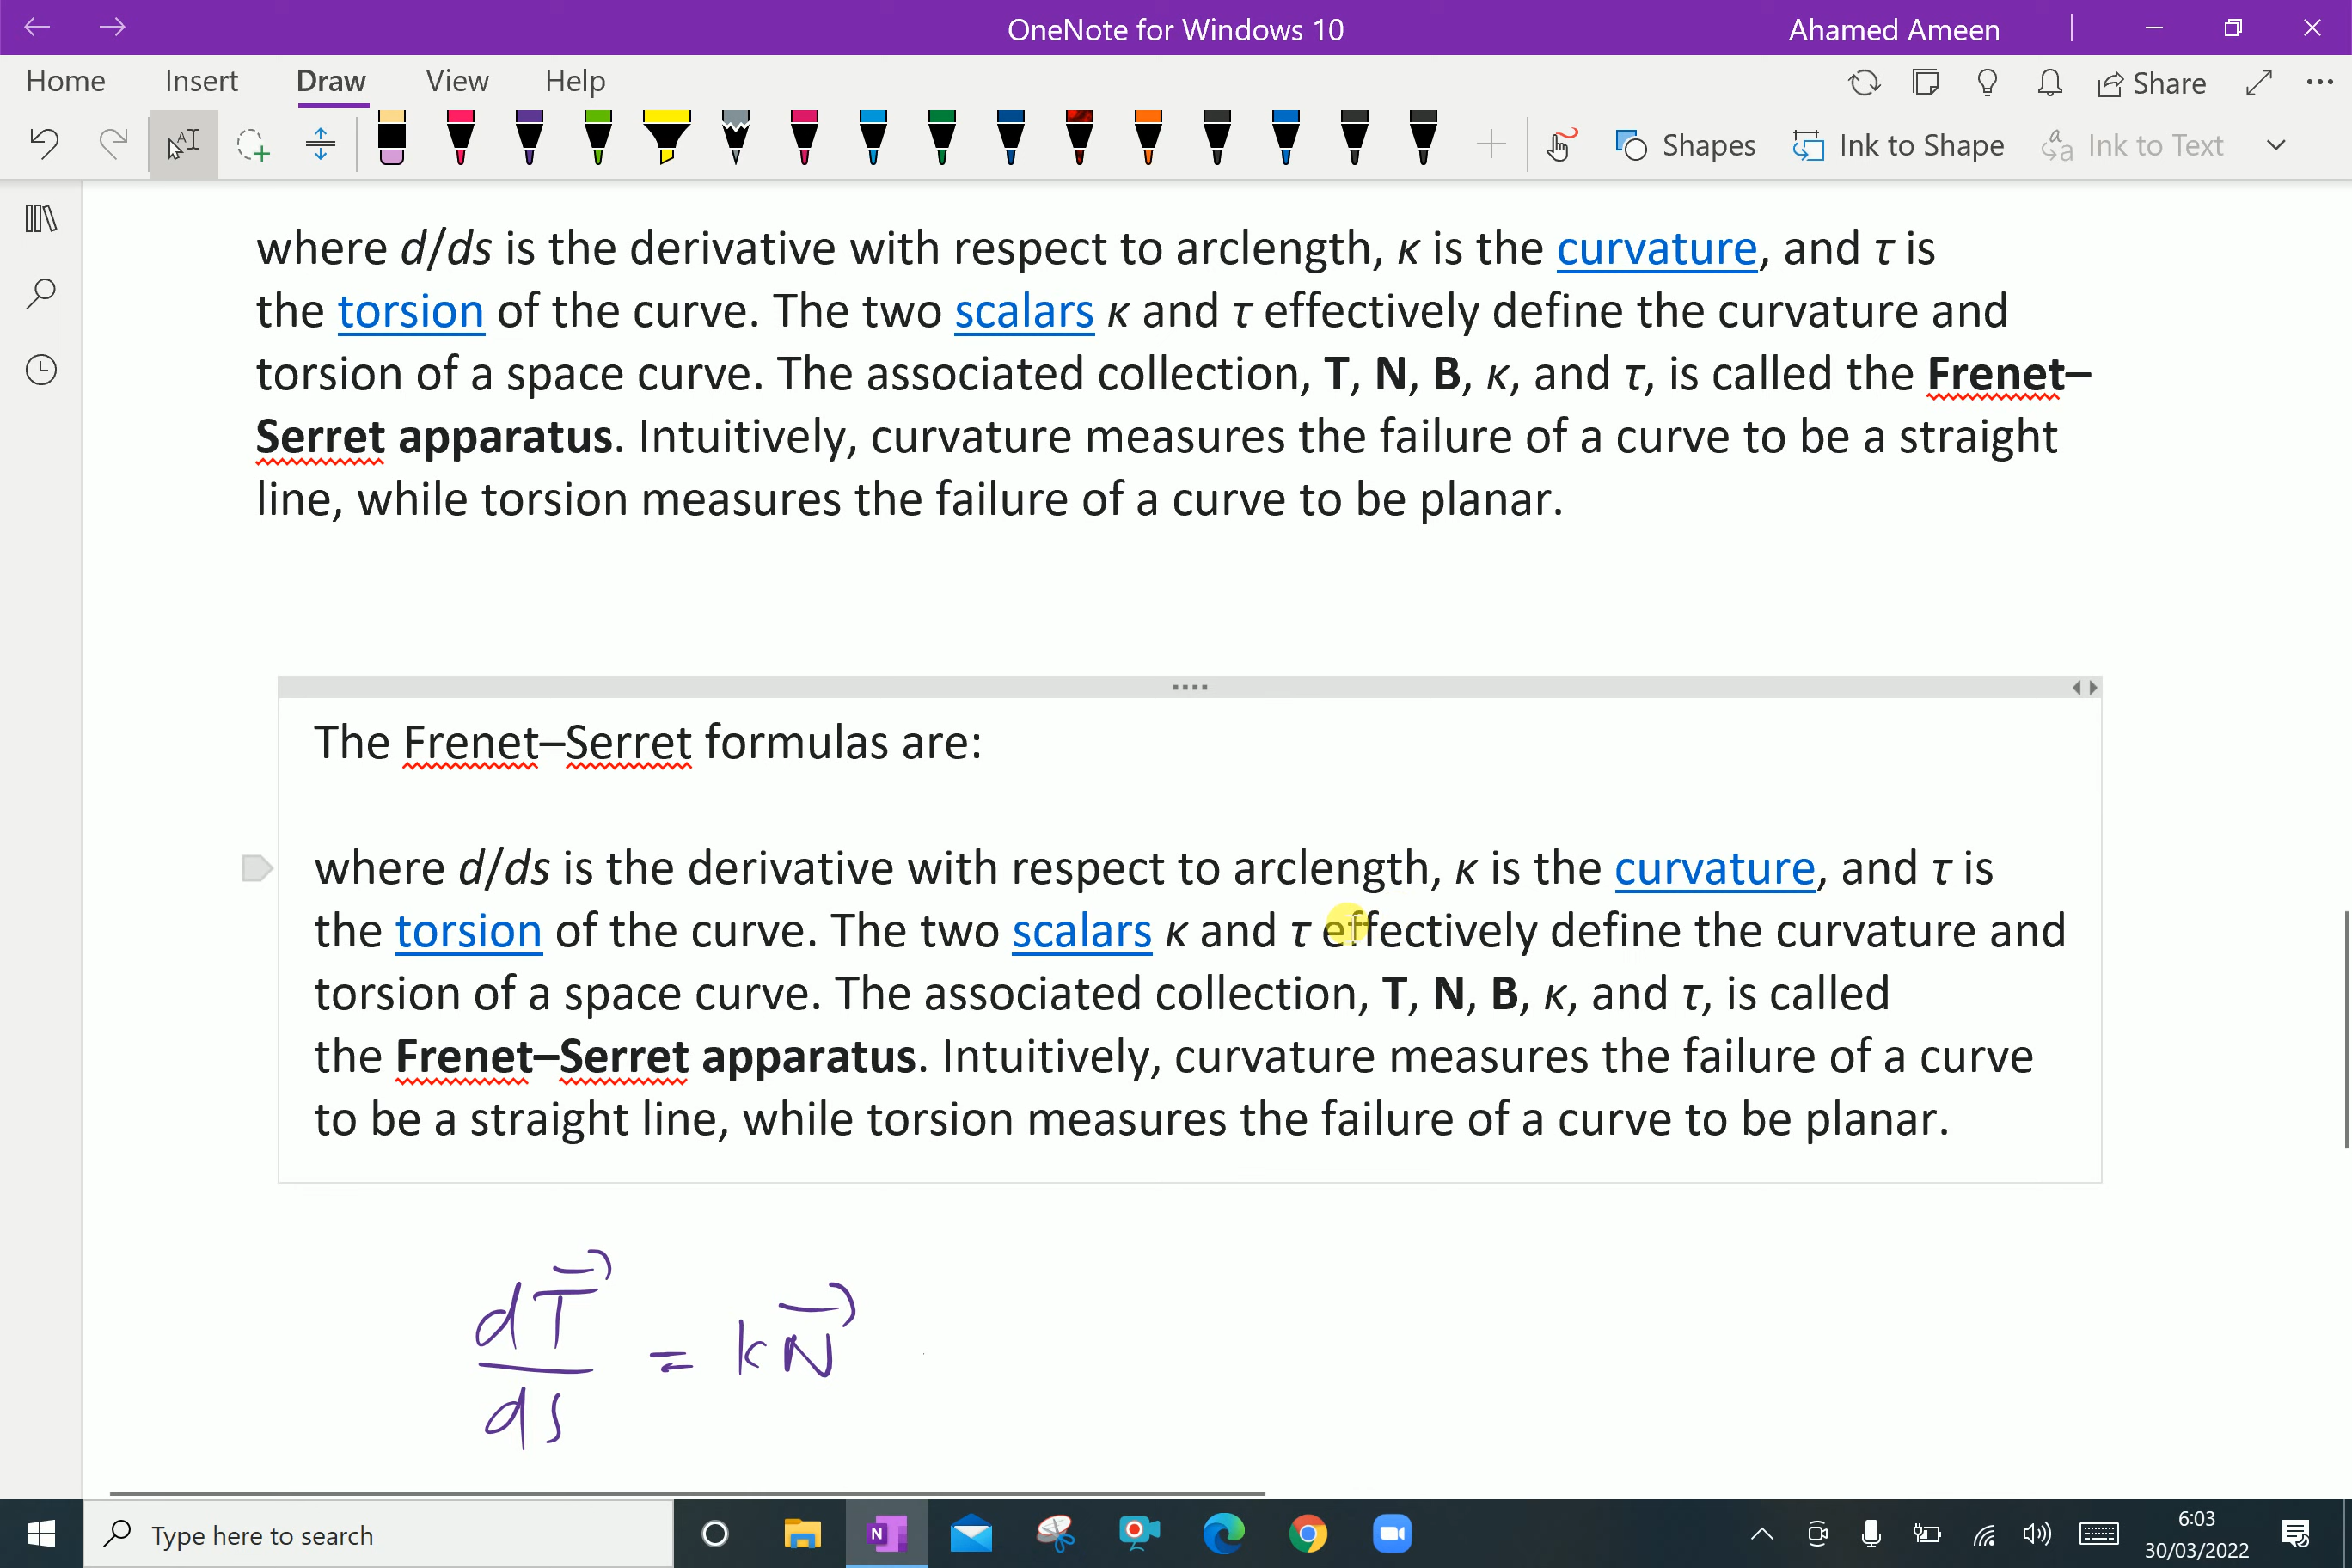 OneNote for Windows 10
Ahamed Ameen
Home Insert Draw View Help
Share
Shapes Ink to Shape Ink to Text
where d/ds is the derivative with respect to arclength, κ is the curvature, and τ is
the torsion of the curve. The two scalars κ and τ effectively define the curvature and
torsion of a space curve. The associated collection, T, N, B, κ, and τ, is called the Frenet–
Serret apparatus. Intuitively, curvature measures the failure of a curve to be a straight
line, while torsion measures the failure of a curve to be planar.
The Frenet–Serret formulas are:
where d/ds is the derivative with respect to arclength, κ is the curvature, and τ is
the torsion of the curve. The two scalars κ and τ effectively define the curvature and
torsion of a space curve. The associated collection, T, N, B, κ, and τ, is called
the Frenet–Serret apparatus. Intuitively, curvature measures the failure of a curve
to be a straight line, while torsion measures the failure of a curve to be planar.
dT⃗
= kN⃗
ds
Type here to search
6:03
30/03/2022